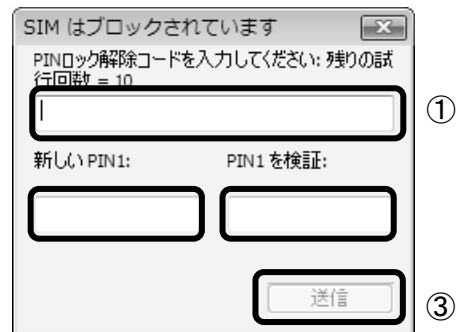 SIM はブロックされています
PINロック解除コードを入力してください: 残りの試
行回数 = 10
①
新しい PIN1: PIN1 を検証:
送信
③